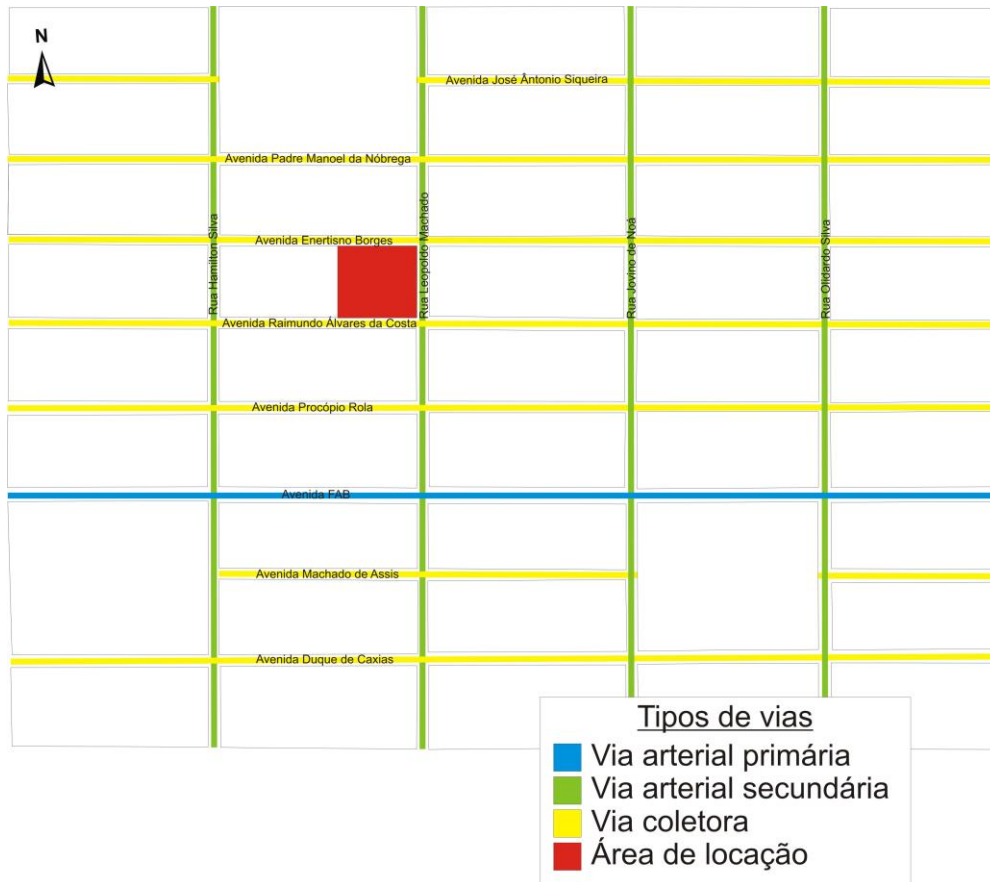 N
Avenida José Ântonio Siqueira
Avenida Padre Manoel da Nóbrega
Rua Hamilton Silva
Rua Leopoldo Machado
Rua Jovino de Noá
Rua Olidardo Silva
Avenida Enertisno Borges
Avenida Raimundo Álvares da Costa
Avenida Procópio Rola
Avenida FAB
Avenida Machado de Assis
Avenida Duque de Caxias
Tipos de vias
Via arterial primária
Via arterial secundária
Via coletora
Área de locação